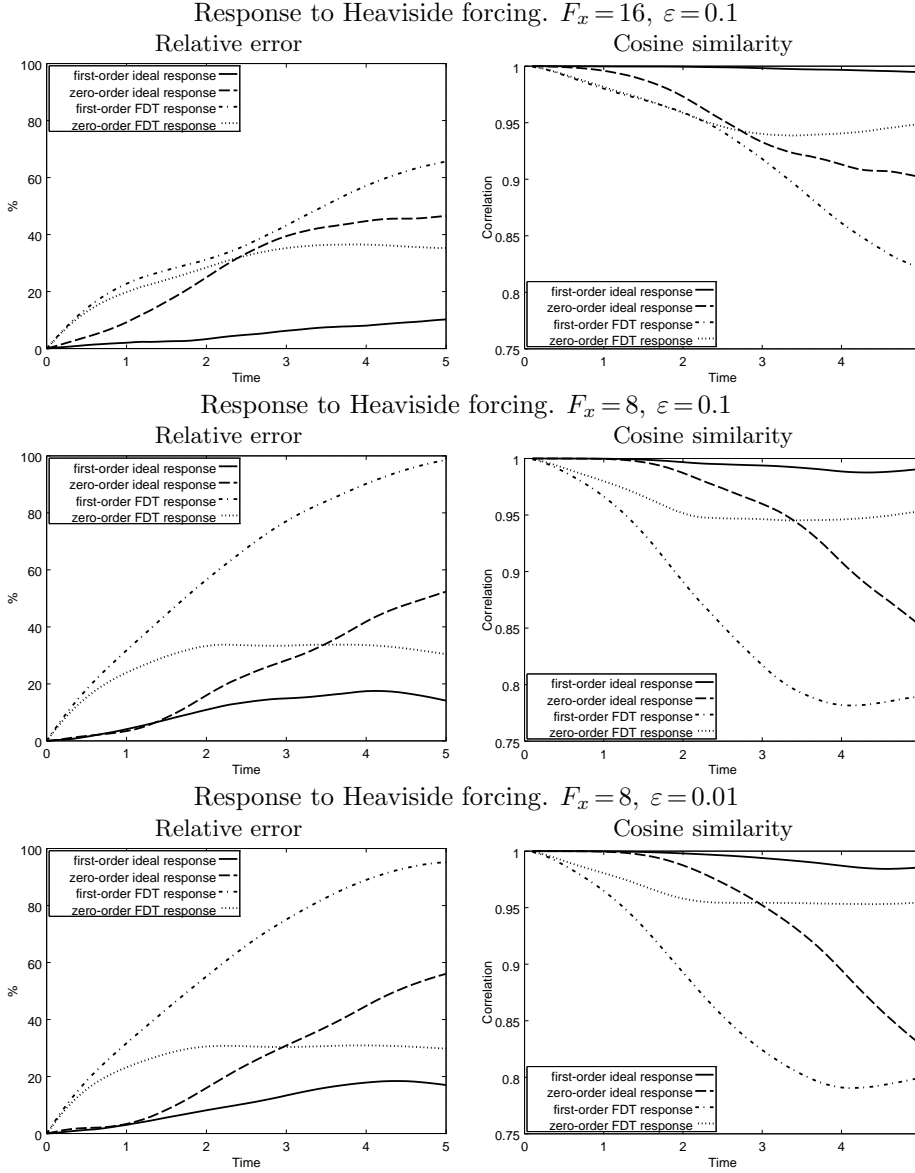 Response to Heaviside forcing. Fx = 16, ε = 0.1
Relative error
100
80
60
40
20
0
%
0 1 2 3 4 5
Time
first-order ideal response
zero-order ideal response
first-order FDT response
zero-order FDT response
Cosine similarity
1
0.95
0.9
0.85
0.8
0.75
Correlation
0 1 2 3 4
Time
first-order ideal response
zero-order ideal response
first-order FDT response
zero-order FDT response
Response to Heaviside forcing. Fx = 8, ε = 0.1
Relative error
100
80
60
40
20
0
%
0 1 2 3 4 5
Time
first-order ideal response
zero-order ideal response
first-order FDT response
zero-order FDT response
Cosine similarity
1
0.95
0.9
0.85
0.8
0.75
Correlation
0 1 2 3 4
Time
first-order ideal response
zero-order ideal response
first-order FDT response
zero-order FDT response
Response to Heaviside forcing. Fx = 8, ε = 0.01
Relative error
100
80
60
40
20
0
%
0 1 2 3 4 5
Time
first-order ideal response
zero-order ideal response
first-order FDT response
zero-order FDT response
Cosine similarity
1
0.95
0.9
0.85
0.8
0.75
Correlation
0 1 2 3 4
Time
first-order ideal response
zero-order ideal response
first-order FDT response
zero-order FDT response